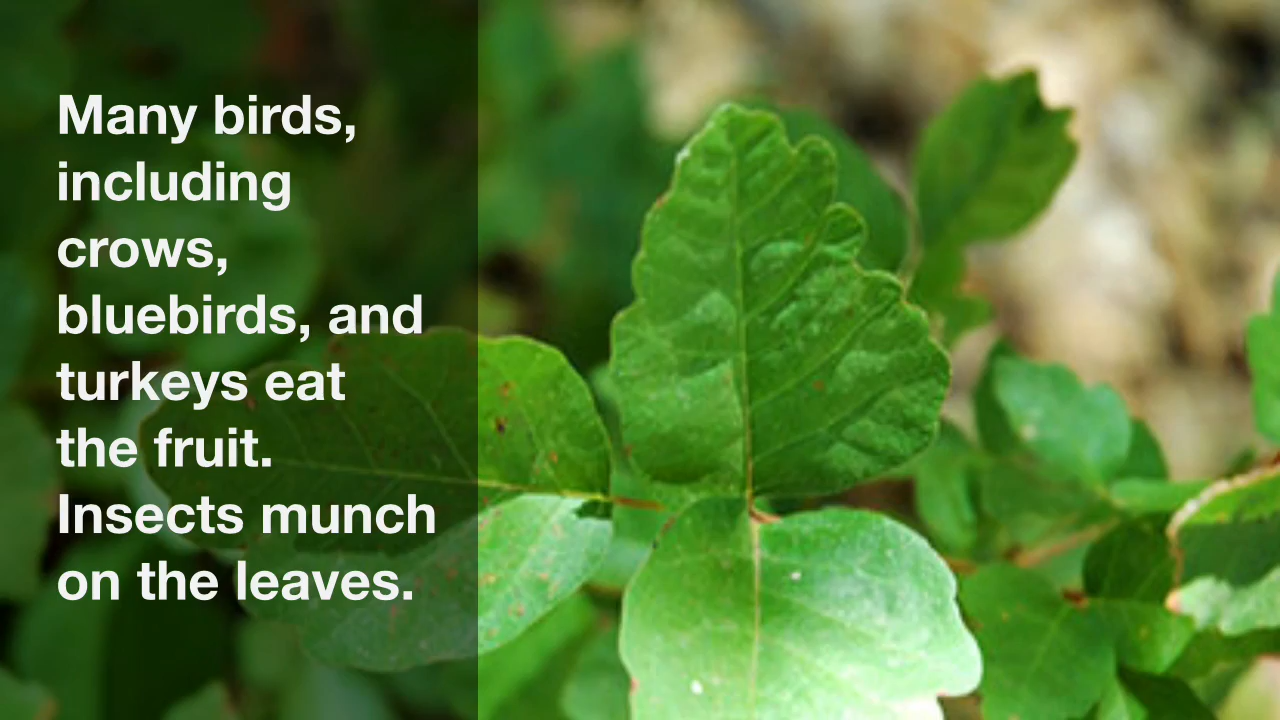 Many birds,
including
crows,
bluebirds, and
turkeys eat
the fruit.
Insects munch
on the leaves.